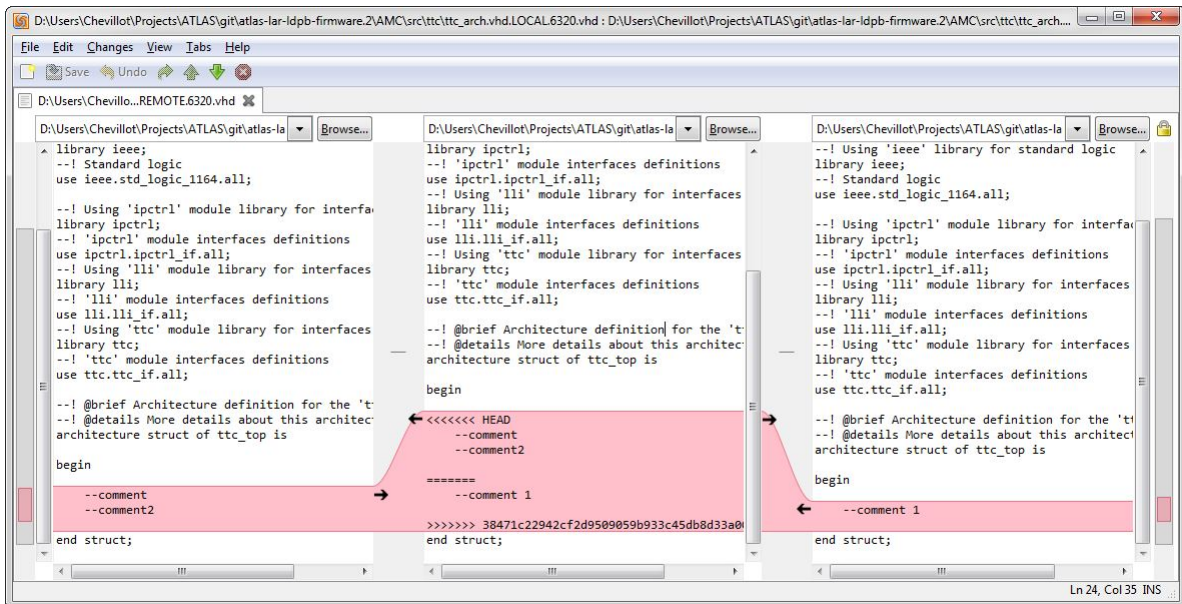 D:\Users\Chevillot\Projects\ATLAS\git\atlas-lar-ldpb-firmware.2\AMC\src\ttc\ttc_arch.vhd.LOCAL.6320.vhd : D:\Users\Chevillot\Projects\ATLAS\git\atlas-lar-ldpb-firmware.2\AMC\src\ttc\ttc_arch....
File Edit Changes View Tabs Help
Save Undo
D:\Users\Chevillo...REMOTE.6320.vhd
D:\Users\Chevillot\Projects\ATLAS\git\atlas-la Browse...
library ieee;
--! Standard logic
use ieee.std_logic_1164.all;
--! Using 'ipctrl' module library for interfa
library ipctrl;
--! 'ipctrl' module interfaces definitions
use ipctrl.ipctrl_if.all;
--! Using 'lli' module library for interfaces
library lli;
--! 'lli' module interfaces definitions
use lli.lli_if.all;
--! Using 'ttc' module library for interfaces
library ttc;
--! 'ttc' module interfaces definitions
use ttc.ttc_if.all;
--! @brief Architecture definition for the 't
--! @details More details about this architec
architecture struct of ttc_top is
begin
--comment
--comment2
end struct;
D:\Users\Chevillot\Projects\ATLAS\git\atlas-la Browse...
library ipctrl;
--! 'ipctrl' module interfaces definitions
use ipctrl.ipctrl_if.all;
--! Using 'lli' module library for interfaces
library lli;
--! 'lli' module interfaces definitions
use lli.lli_if.all;
--! Using 'ttc' module library for interfaces
library ttc;
--! 'ttc' module interfaces definitions
use ttc.ttc_if.all;
--! @brief Architecture definition for the 't
--! @details More details about this architec
architecture struct of ttc_top is
begin
<<<<<<< HEAD
--comment
--comment2
=======
--comment 1
>>>>>>> 38471c22942cf2d9509059b933c45db8d33a0
end struct;
D:\Users\Chevillot\Projects\ATLAS\git\atlas-la Browse...
--! Using 'ieee' library for standard logic
library ieee;
--! Standard logic
use ieee.std_logic_1164.all;
--! Using 'ipctrl' module library for interfa
library ipctrl;
--! 'ipctrl' module interfaces definitions
use ipctrl.ipctrl_if.all;
--! Using 'lli' module library for interfaces
library lli;
--! 'lli' module interfaces definitions
use lli.lli_if.all;
--! Using 'ttc' module library for interfaces
library ttc;
--! 'ttc' module interfaces definitions
use ttc.ttc_if.all;
--! @brief Architecture definition for the 'tt
--! @details More details about this architect
architecture struct of ttc_top is
begin
--comment 1
end struct;
Ln 24, Col 35 INS